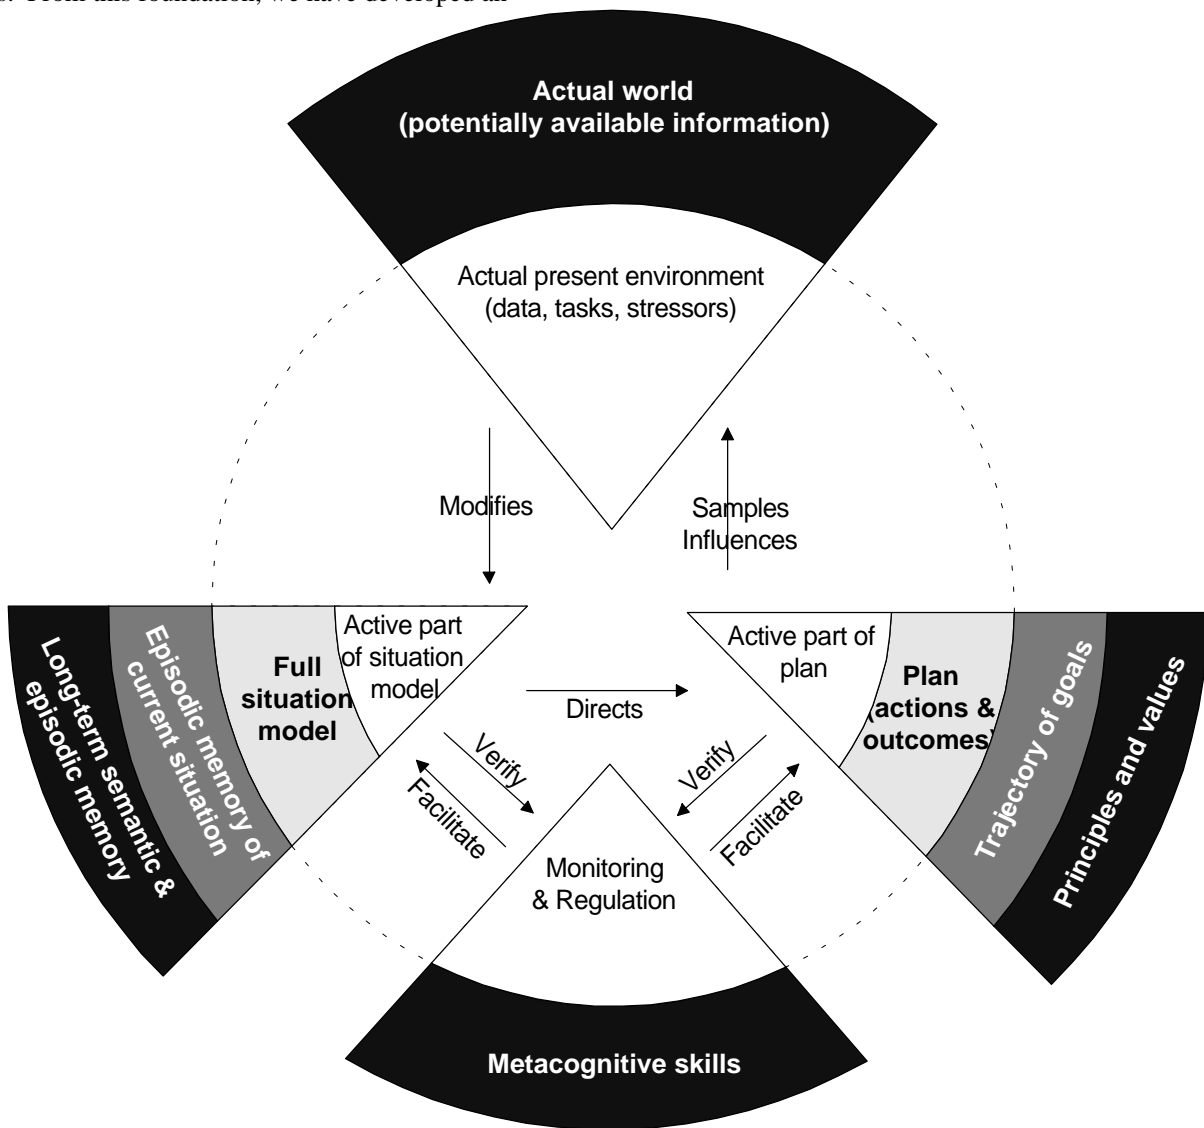 From this foundation, we have developed an
Actual world
(potentially available information)
Actual present environment
(data, tasks, stressors)
Modifies
Samples
Influences
Long-term semantic &
episodic memory
Episodic memory of
current situation
Full
situation
model
Active part
of situation
model
Directs
Active part of
plan
Plan
(actions &
outcomes)
Trajectory of goals
Principles and values
Verify
Facilitate
Verify
Facilitate
Monitoring
& Regulation
Metacognitive skills